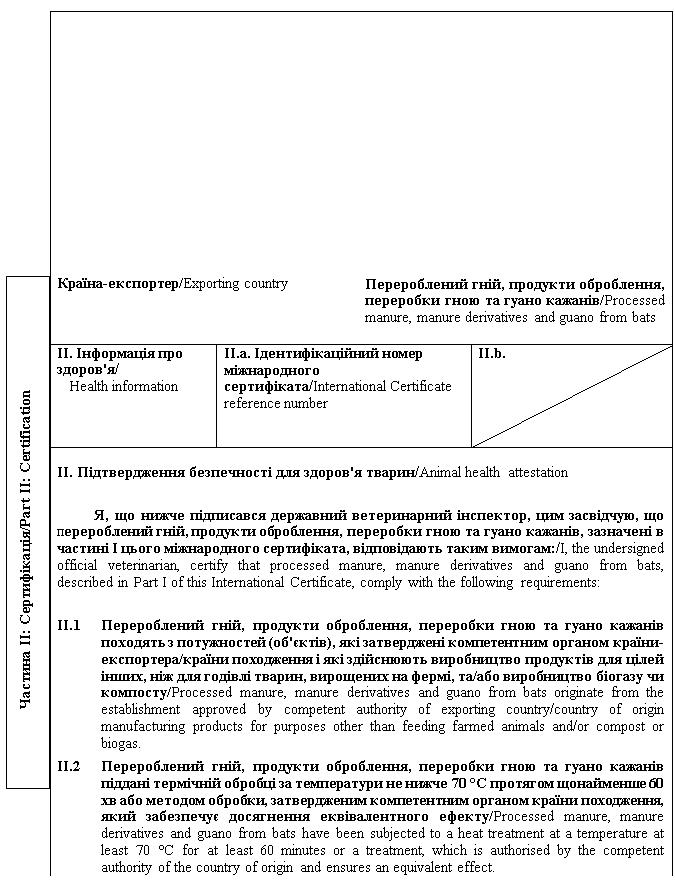 Країна-експортер/Exporting country
Перероблений гній, продукти оброблення,
переробки гною та гуано кажанів/Processed
manure, manure derivatives and guano from bats
II. Інформація про
здоров'я/
Health information
II.a. Ідентифікаційний номер
міжнародного
сертифіката/International Certificate
reference number
II.b.
Частина II: Сертифікація/Part II: Certification
II. Підтвердження безпечності для здоров'я тварин/Animal health attestation
Я, що нижче підписався державний ветеринарний інспектор, цим засвідчую, що
перероблений гній, продукти оброблення, переробки гною та гуано кажанів, зазначені в
частині I цього міжнародного сертифіката, відповідають таким вимогам:/I, the undersigned
official veterinarian, certify that processed manure, manure derivatives and guano from bats,
described in Part I of this International Certificate, comply with the following requirements:
II.1 Перероблений гній, продукти оброблення, переробки гною та гуано кажанів
походять з потужностей (об'єктів), які затверджені компетентним органом країни-
експортера/країни походження і які здійснюють виробництво продуктів для цілей
інших, ніж для годівлі тварин, вирощених на фермі, та/або виробництво біогазу чи
компосту/Processed manure, manure derivatives and guano from bats originate from the
establishment approved by competent authority of exporting country/country of origin
manufacturing products for purposes other than feeding farmed animals and/or compost or
biogas.
II.2 Перероблений гній, продукти оброблення, переробки гною та гуано кажанів
піддані термічній обробці за температури не нижче 70 °C протягом щонайменше 60
хв або методом обробки, затвердженим компетентним органом країни походження,
який забезпечує досягнення еквівалентного ефекту/Processed manure, manure
derivatives and guano from bats have been subjected to a heat treatment at a temperature at
least 70 °C for at least 60 minutes or a treatment, which is authorised by the competent
authority of the country of origin and ensures an equivalent effect.